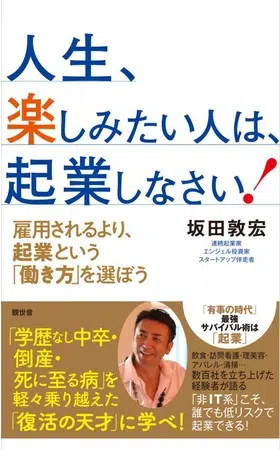 人生、
楽しみたい人は、
起業しなさい！
雇用されるより、
起業という
「働き方」を選ぼう
坂田敦宏
連続起業家
エンジェル投資家
スタートアップ伴走者
観世音
「学歴なし中卒・
倒産・
死に至る病」を
軽々乗り越えた
「復活の天才」に学べ！
「有事の時代」
最強
サバイバル術は
「起業」
飲食・訪問看護・理美容・
アパレル・清掃…
数百社を立ち上げた
経験者が語る
「非IT系」こそ、
誰でも低リスクで
起業できる！